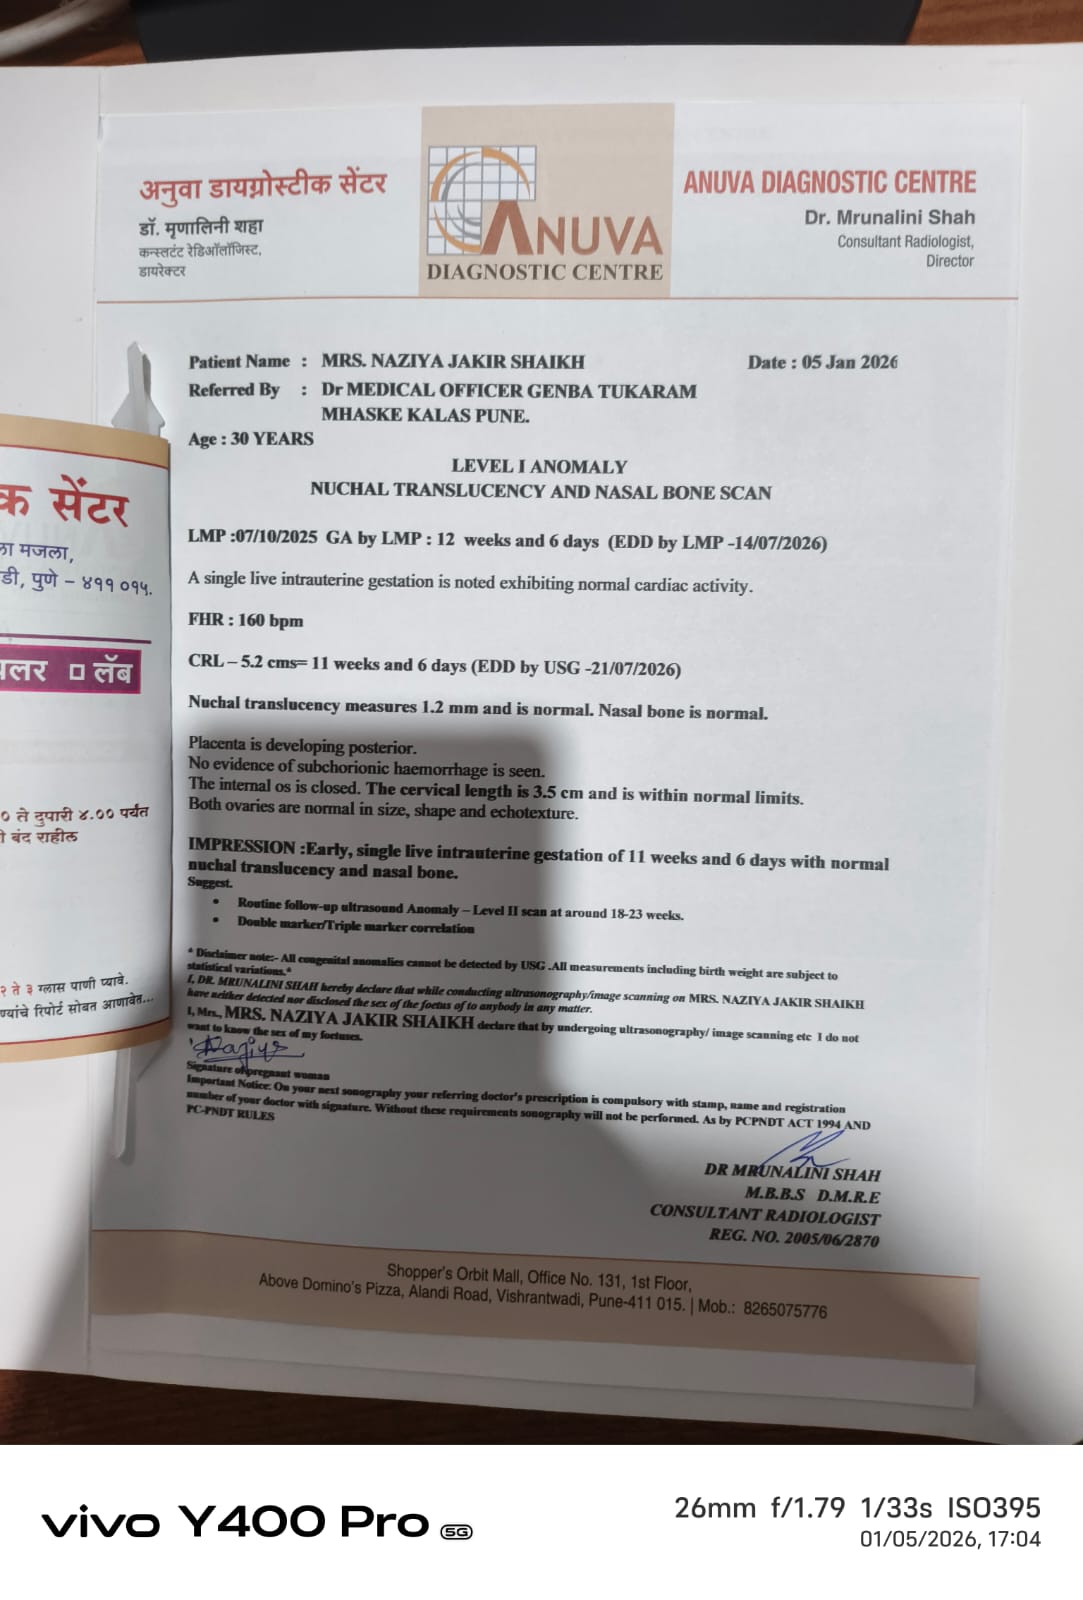 अनुवा डायग्नोस्टीक सेंटर
डॉ. मृणालिनी शहा
कन्स्लटंट रेडिऑलॉजिस्ट,
डायरेक्टर
ANUVA
DIAGNOSTIC CENTRE
ANUVA DIAGNOSTIC CENTRE
Dr. Mrunalini Shah
Consultant Radiologist,
Director
Patient Name : MRS. NAZIYA JAKIR SHAIKH Date : 05 Jan 2026
Referred By : Dr MEDICAL OFFICER GENBA TUKARAM
MHASKE KALAS PUNE.
Age : 30 YEARS
LEVEL I ANOMALY
NUCHAL TRANSLUCENCY AND NASAL BONE SCAN
LMP :07/10/2025 GA by LMP : 12 weeks and 6 days (EDD by LMP -14/07/2026)
A single live intrauterine gestation is noted exhibiting normal cardiac activity.
FHR : 160 bpm
CRL – 5.2 cms= 11 weeks and 6 days (EDD by USG -21/07/2026)
Nuchal translucency measures 1.2 mm and is normal. Nasal bone is normal.
Placenta is developing posterior.
No evidence of subchorionic haemorrhage is seen.
The internal os is closed. The cervical length is 3.5 cm and is within normal limits.
Both ovaries are normal in size, shape and echotexture.
IMPRESSION :Early, single live intrauterine gestation of 11 weeks and 6 days with normal
nuchal translucency and nasal bone.
Suggest.
• Routine follow-up ultrasound Anomaly – Level II scan at around 18-23 weeks.
• Double marker/Triple marker correlation
* Disclaimer note:- All congenital anomalies cannot be detected by USG .All measurements including birth weight are subject to
statistical variations.*
I, DR. MRUNALINI SHAH hereby declare that while conducting ultrasonography/image scanning on MRS. NAZIYA JAKIR SHAIKH
have neither detected nor disclosed the sex of the foetus of to anybody in any matter.
I, Mrs., MRS. NAZIYA JAKIR SHAIKH declare that by undergoing ultrasonography/ image scanning etc I do not
want to know the sex of my foetuses.
Naziya
Signature of pregnant woman
Important Notice: On your next sonography your referring doctor's prescription is compulsory with stamp, name and registration
number of your doctor with signature. Without these requirements sonography will not be performed. As by PCPNDT ACT 1994 AND
PC-PNDT RULES
DR MRUNALINI SHAH
M.B.B.S D.M.R.E
CONSULTANT RADIOLOGIST
REG. NO. 2005/06/2870
Shopper's Orbit Mall, Office No. 131, 1st Floor,
Above Domino's Pizza, Alandi Road, Vishrantwadi, Pune-411 015. | Mob.: 8265075776
क सेंटर
ला मजला,
डी, पुणे – ४११ ०१५.
लर □ लॅब
० ते दुपारी ४.०० पर्यंत
ी बंद राहील
२ ते ३ ग्लास पाणी प्यावे.
ण्यांचे रिपोर्ट सोबत आणावेत...
vivo Y400 Pro 5G
26mm f/1.79 1/33s ISO395
01/05/2026, 17:04